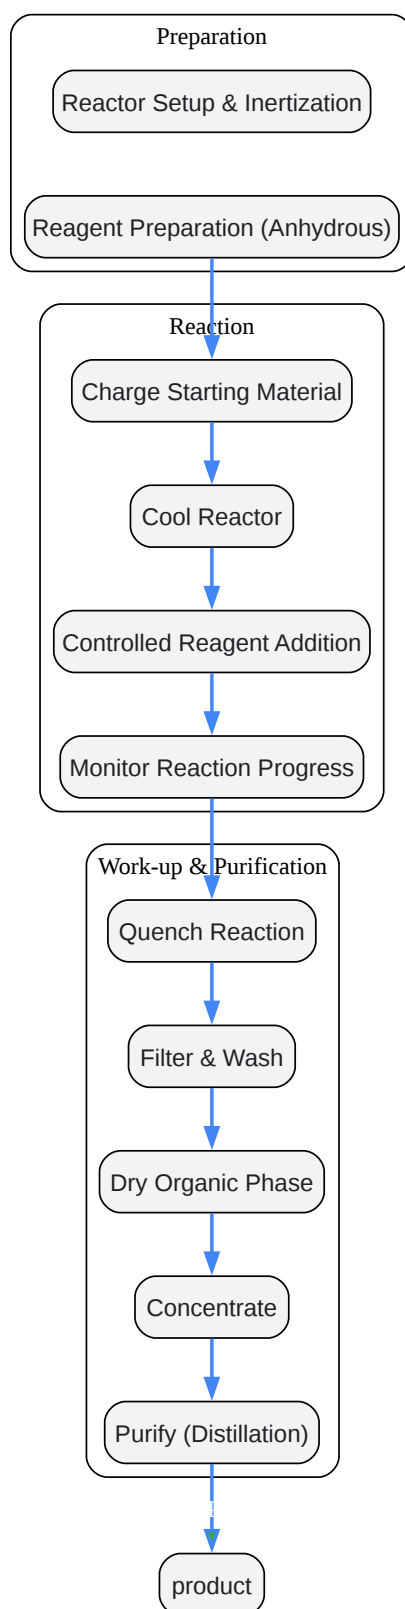 Preparation
Reactor Setup & Inertization
Reagent Preparation (Anhydrous)
Reaction
Charge Starting Material
Cool Reactor
Controlled Reagent Addition
Monitor Reaction Progress
Work-up & Purification
Quench Reaction
Filter & Wash
Dry Organic Phase
Concentrate
Purify (Distillation)
product